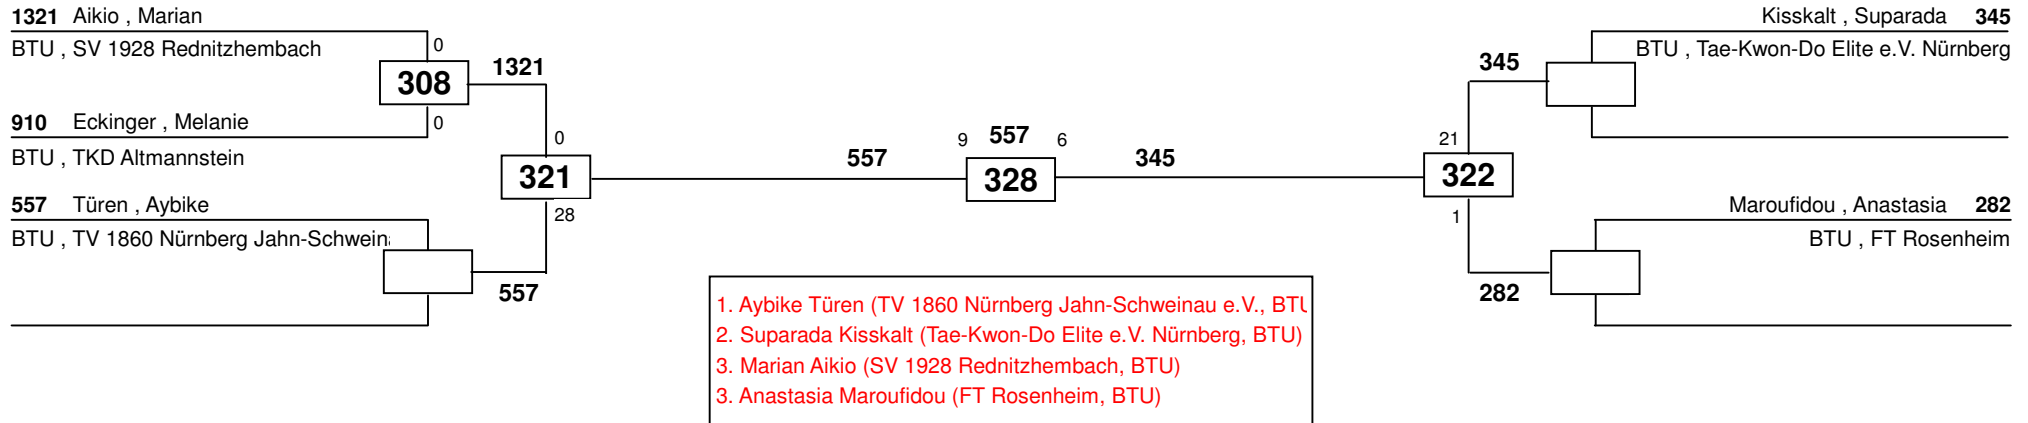 1321 Aikio , Marian
BTU , SV 1928 Rednitzhembach
0
308
1321
910 Eckinger , Melanie
0
BTU , TKD Altmannstein
0
321
28
557 Türen , Aybike
BTU , TV 1860 Nürnberg Jahn-Schwein
557
557
9 557 6
328
345
Kisskalt , Suparada 345
BTU , Tae-Kwon-Do Elite e.V. Nürnberg
345
21
322
1
Maroufidou , Anastasia 282
BTU , FT Rosenheim
282
1. Aybike Türen (TV 1860 Nürnberg Jahn-Schweinau e.V., BTU
2. Suparada Kisskalt (Tae-Kwon-Do Elite e.V. Nürnberg, BTU)
3. Marian Aikio (SV 1928 Rednitzhembach, BTU)
3. Anastasia Maroufidou (FT Rosenheim, BTU)